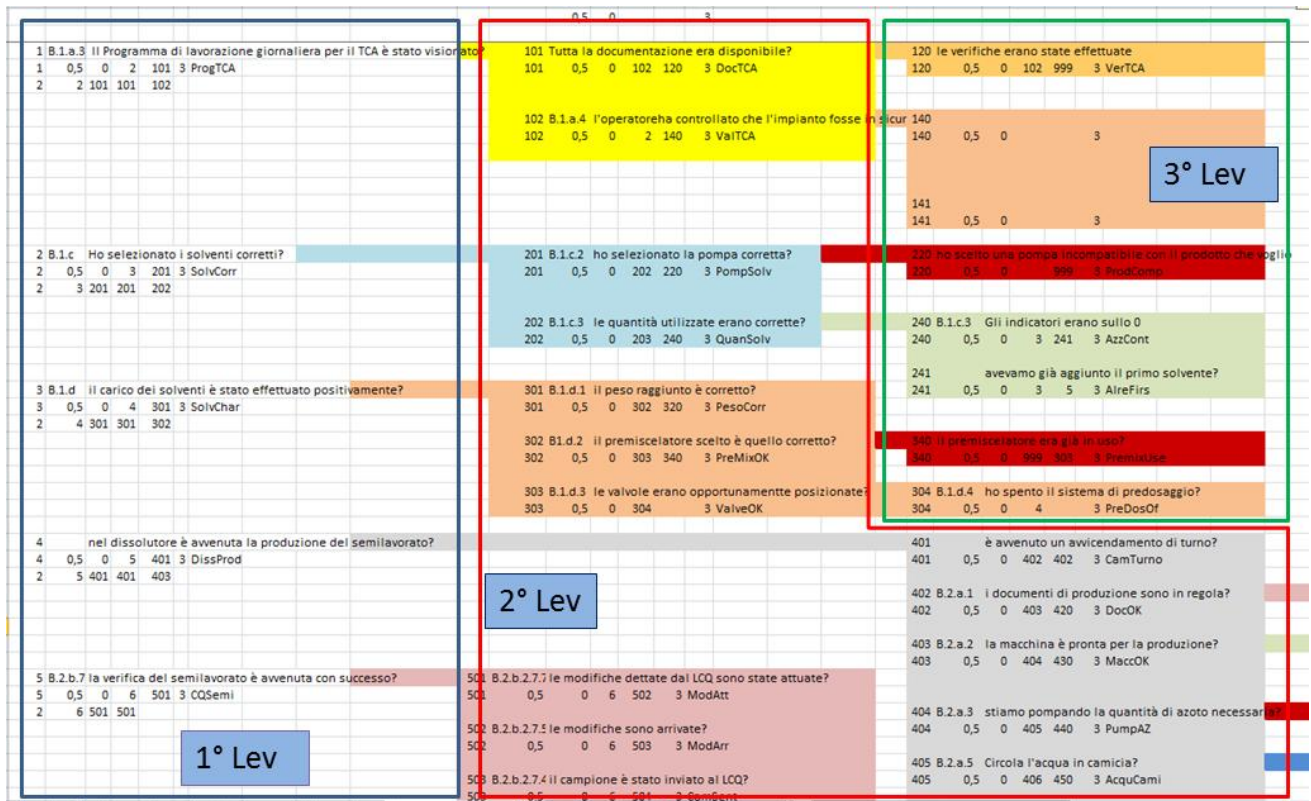 0,5 0 3
1 B.1.a.3 Il Programma di lavorazione giornaliera per il TCA è stato visionato? 101 Tutta la documentazione era disponibile? 120 le verifiche erano state effettuate
1 0,5 0 2 101 3 ProgTCA 101 0,5 0 102 120 3 DocTCA 120 0,5 0 102 999 3 VerTCA
2 2 101 101 102
102 B.1.a.4 l'operatoreha controllato che l'impianto fosse in sicur 140
102 0,5 0 2 140 3 ValTCA 140 0,5 0 3
3° Lev
141
141 0,5 0 3
2 B.1.c Ho selezionato i solventi corretti? 201 B.1.c.2 ho selezionato la pompa corretta? 220 ho scelto una pompa incompatibile con il prodotto che voglio
2 0,5 0 3 201 3 SolvCorr 201 0,5 0 202 220 3 PompSolv 220 0,5 0 999 3 ProdComp
2 3 201 201 202
202 B.1.c.3 le quantità utilizzate erano corrette? 240 B.1.c.3 Gli indicatori erano sullo 0
202 0,5 0 203 240 3 QuanSolv 240 0,5 0 3 241 3 AzzCont
241 avevamo già aggiunto il primo solvente?
3 B.1.d il carico dei solventi è stato effettuato positivamente? 301 B.1.d.1 il peso raggiunto è corretto? 241 0,5 0 3 5 3 AlreFirs
3 0,5 0 4 301 3 SolvChar 301 0,5 0 302 320 3 PesoCorr
2 4 301 301 302
302 B1.d.2 il premiscelatore scelto è quello corretto? 340 il premiscelatore era già in uso?
302 0,5 0 303 340 3 PreMixOK 340 0,5 0 999 303 3 PremixUse
303 B.1.d.3 le valvole erano opportunamentte posizionate? 304 B.1.d.4 ho spento il sistema di predosaggio?
303 0,5 0 304 3 ValveOK 304 0,5 0 4 3 PreDosOf
4 nel dissolutore è avvenuta la produzione del semilavorato? 401 è avvenuto un avvicendamento di turno?
4 0,5 0 5 401 3 DissProd 401 0,5 0 402 402 3 CamTurno
2 5 401 401 403
2° Lev
402 B.2.a.1 i documenti di produzione sono in regola?
402 0,5 0 403 420 3 DocOK
403 B.2.a.2 la macchina è pronta per la produzione?
403 0,5 0 404 430 3 MaccOK
5 B.2.b.7 la verifica del semilavorato è avvenuta con successo? 501 B.2.b.2.7.7 le modifiche dettate dal LCQ sono state attuate?
5 0,5 0 6 501 3 CQSemi 501 0,5 0 6 502 3 ModAtt
2 6 501 501
404 B.2.a.3 stiamo pompando la quantità di azoto necessaria?
502 B.2.b.2.7.5 le modifiche sono arrivate? 404 0,5 0 405 440 3 PumpAZ
502 0,5 0 6 503 3 ModArr
1° Lev
405 B.2.a.5 Circola l'acqua in camicia?
503 B.2.b.2.7.4 il campione è stato inviato al LCQ? 405 0,5 0 406 450 3 AcquCami
503 0,5 0 6 504 3 CamSent